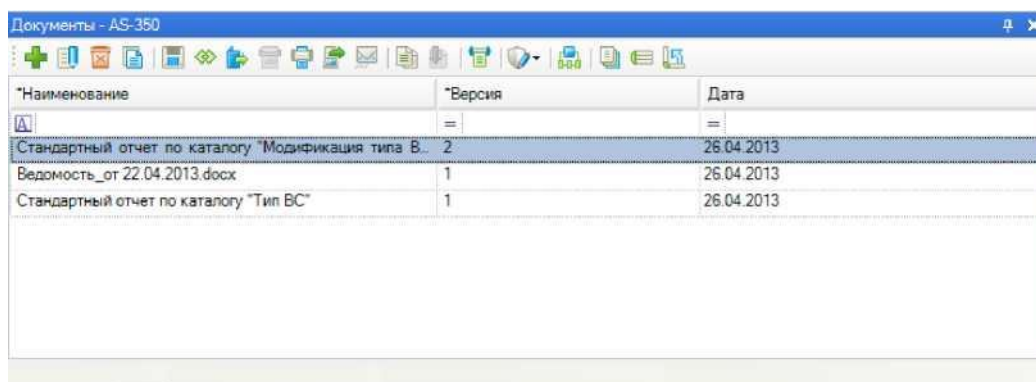 Документы - AS-350
*Наименование *Версия Дата
A = =
Стандартный отчет по каталогу "Модификация типа В... 2 26.04.2013
Ведомость_от 22.04.2013.docx 1 26.04.2013
Стандартный отчет по каталогу "Тип ВС" 1 26.04.2013